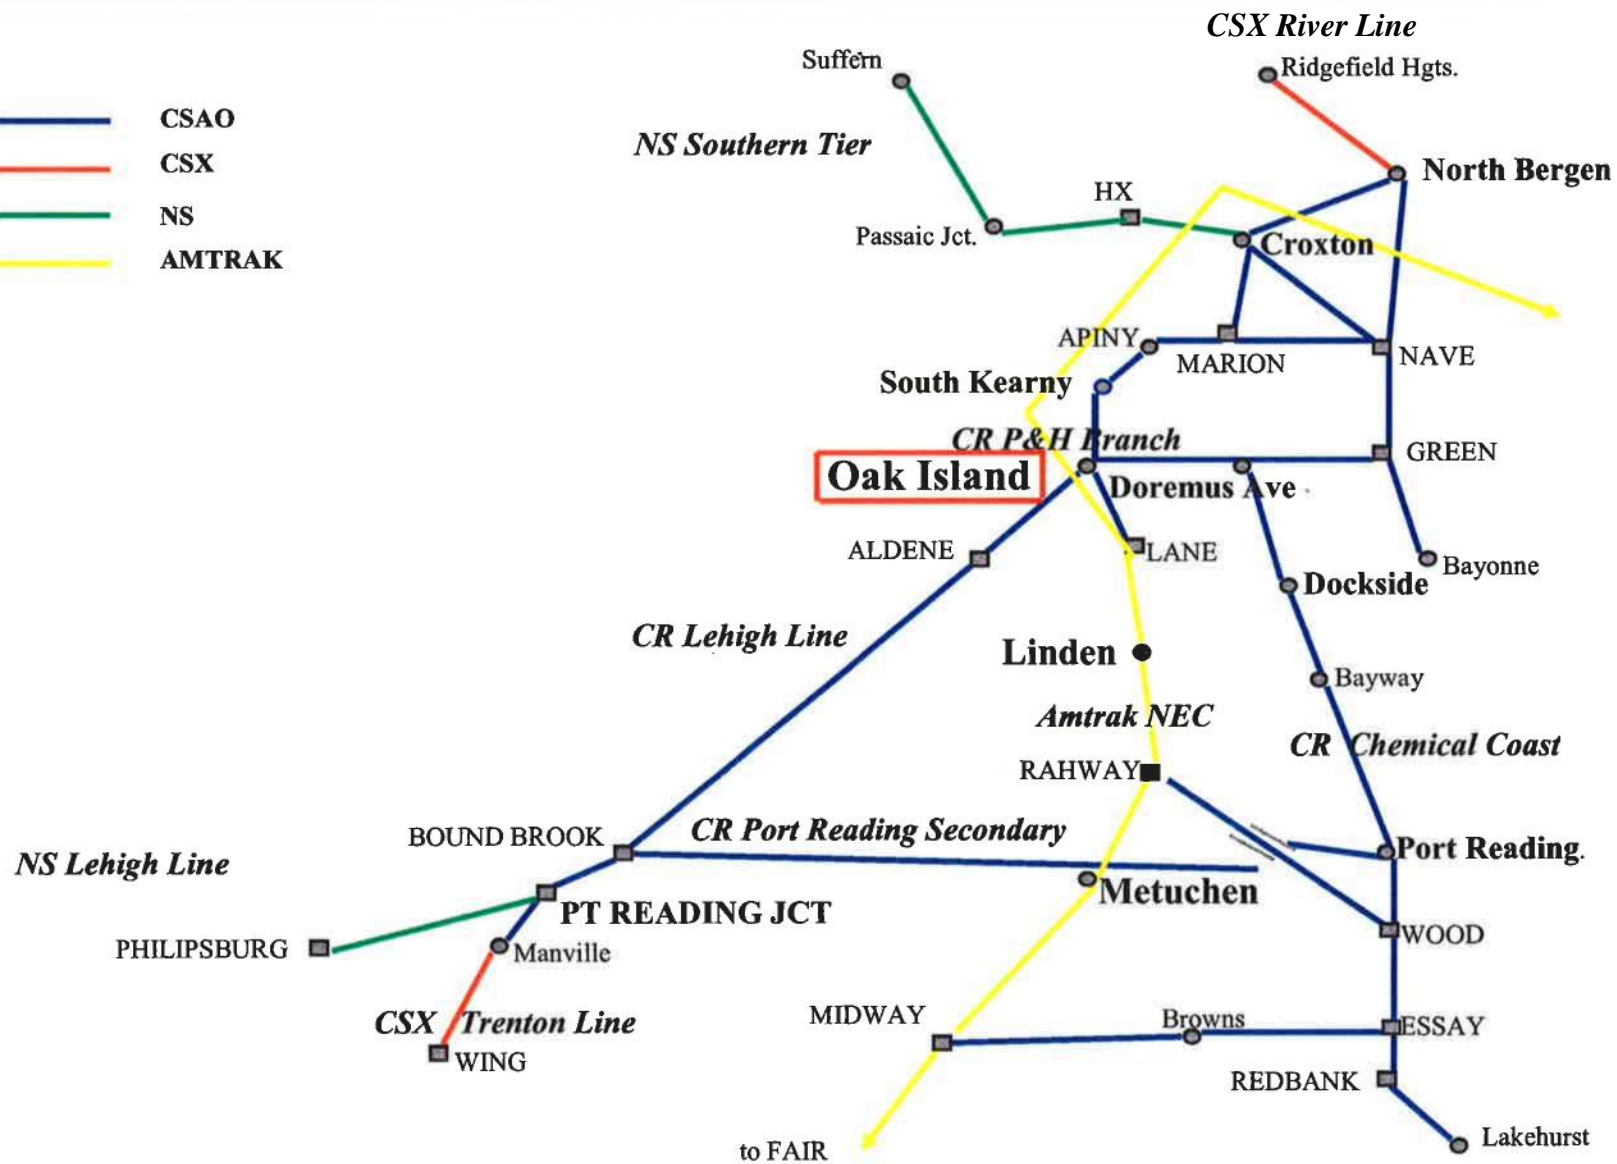 CSX River Line
Suffern
Ridgefield Hgts.
CSAO
CSX
NS
AMTRAK
NS Southern Tier
North Bergen
HX
Passaic Jct.
Croxton
APINY
MARION
NAVE
South Kearny
CR P&H Branch
GREEN
Oak Island
Doremus Ave
ALDENE
LANE
Bayonne
Dockside
CR Lehigh Line
Linden
Bayway
Amtrak NEC
CR Chemical Coast
RAHWAY
BOUND BROOK
CR Port Reading Secondary
Port Reading.
NS Lehigh Line
Metuchen
PT READING JCT
WOOD
PHILIPSBURG
Manville
CSX Trenton Line
MIDWAY
Browns
ESSAY
WING
REDBANK
Lakehurst
to FAIR